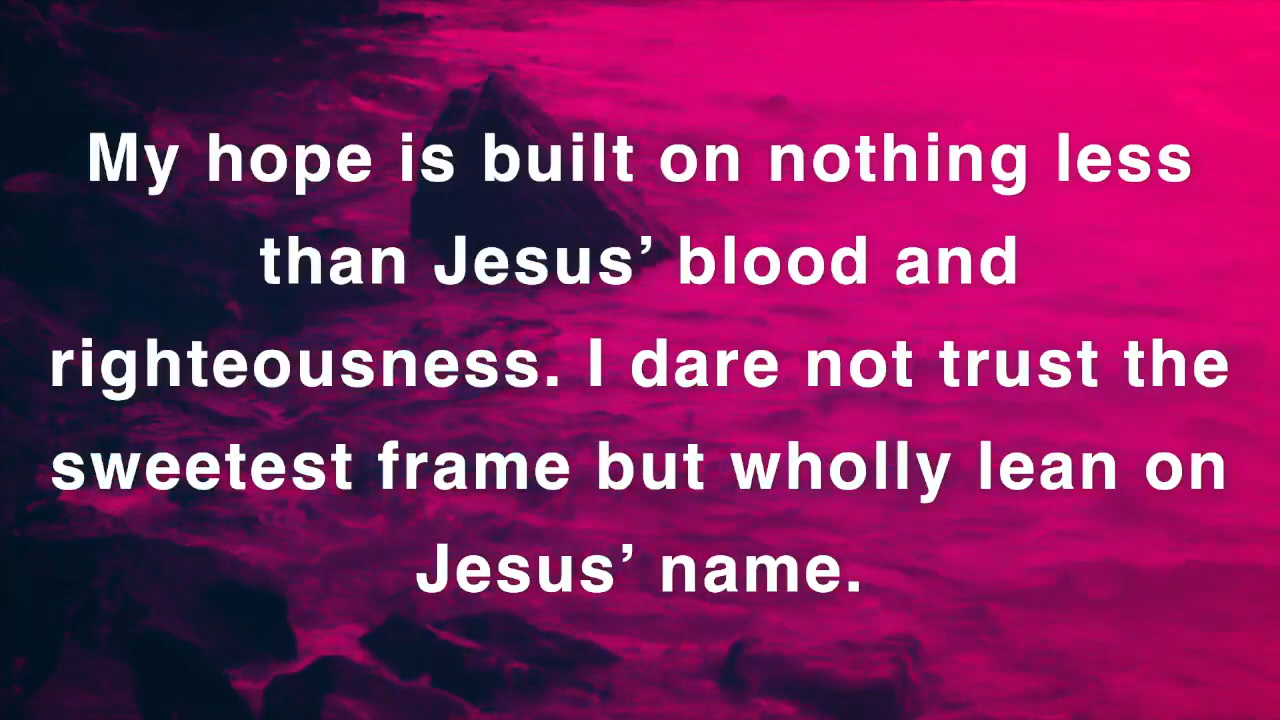 My hope is built on nothing less
than Jesus’ blood and
righteousness. I dare not trust the
sweetest frame but wholly lean on
Jesus’ name.